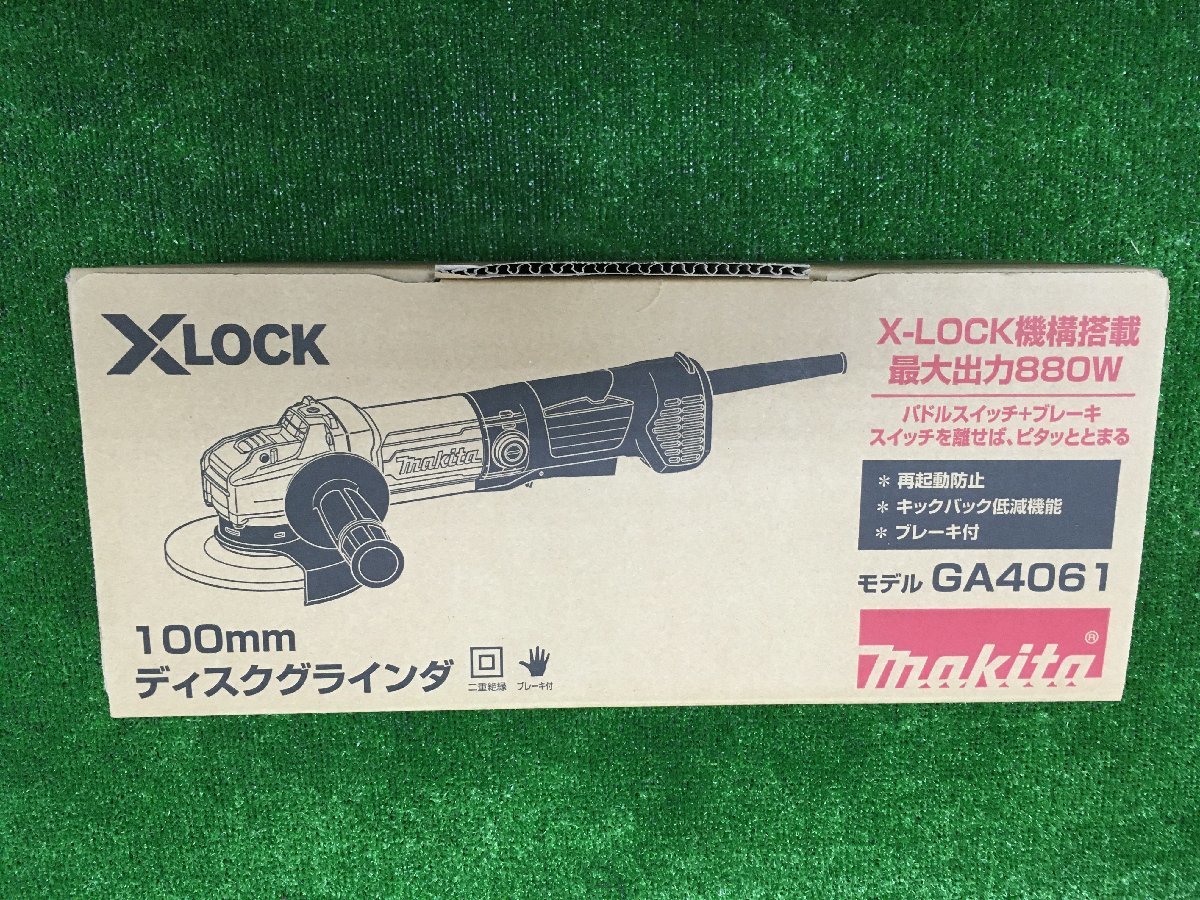 X LOCK
makita
100mm
ディスクグラインダ
二重絶縁
ブレーキ付
X-LOCK機構搭載
最大出力880W
パドルスイッチ+ブレーキ
スイッチを離せば、ピタッととまる
＊ 再起動防止
＊ キックバック低減機能
＊ ブレーキ付
モデル GA4061
makita®